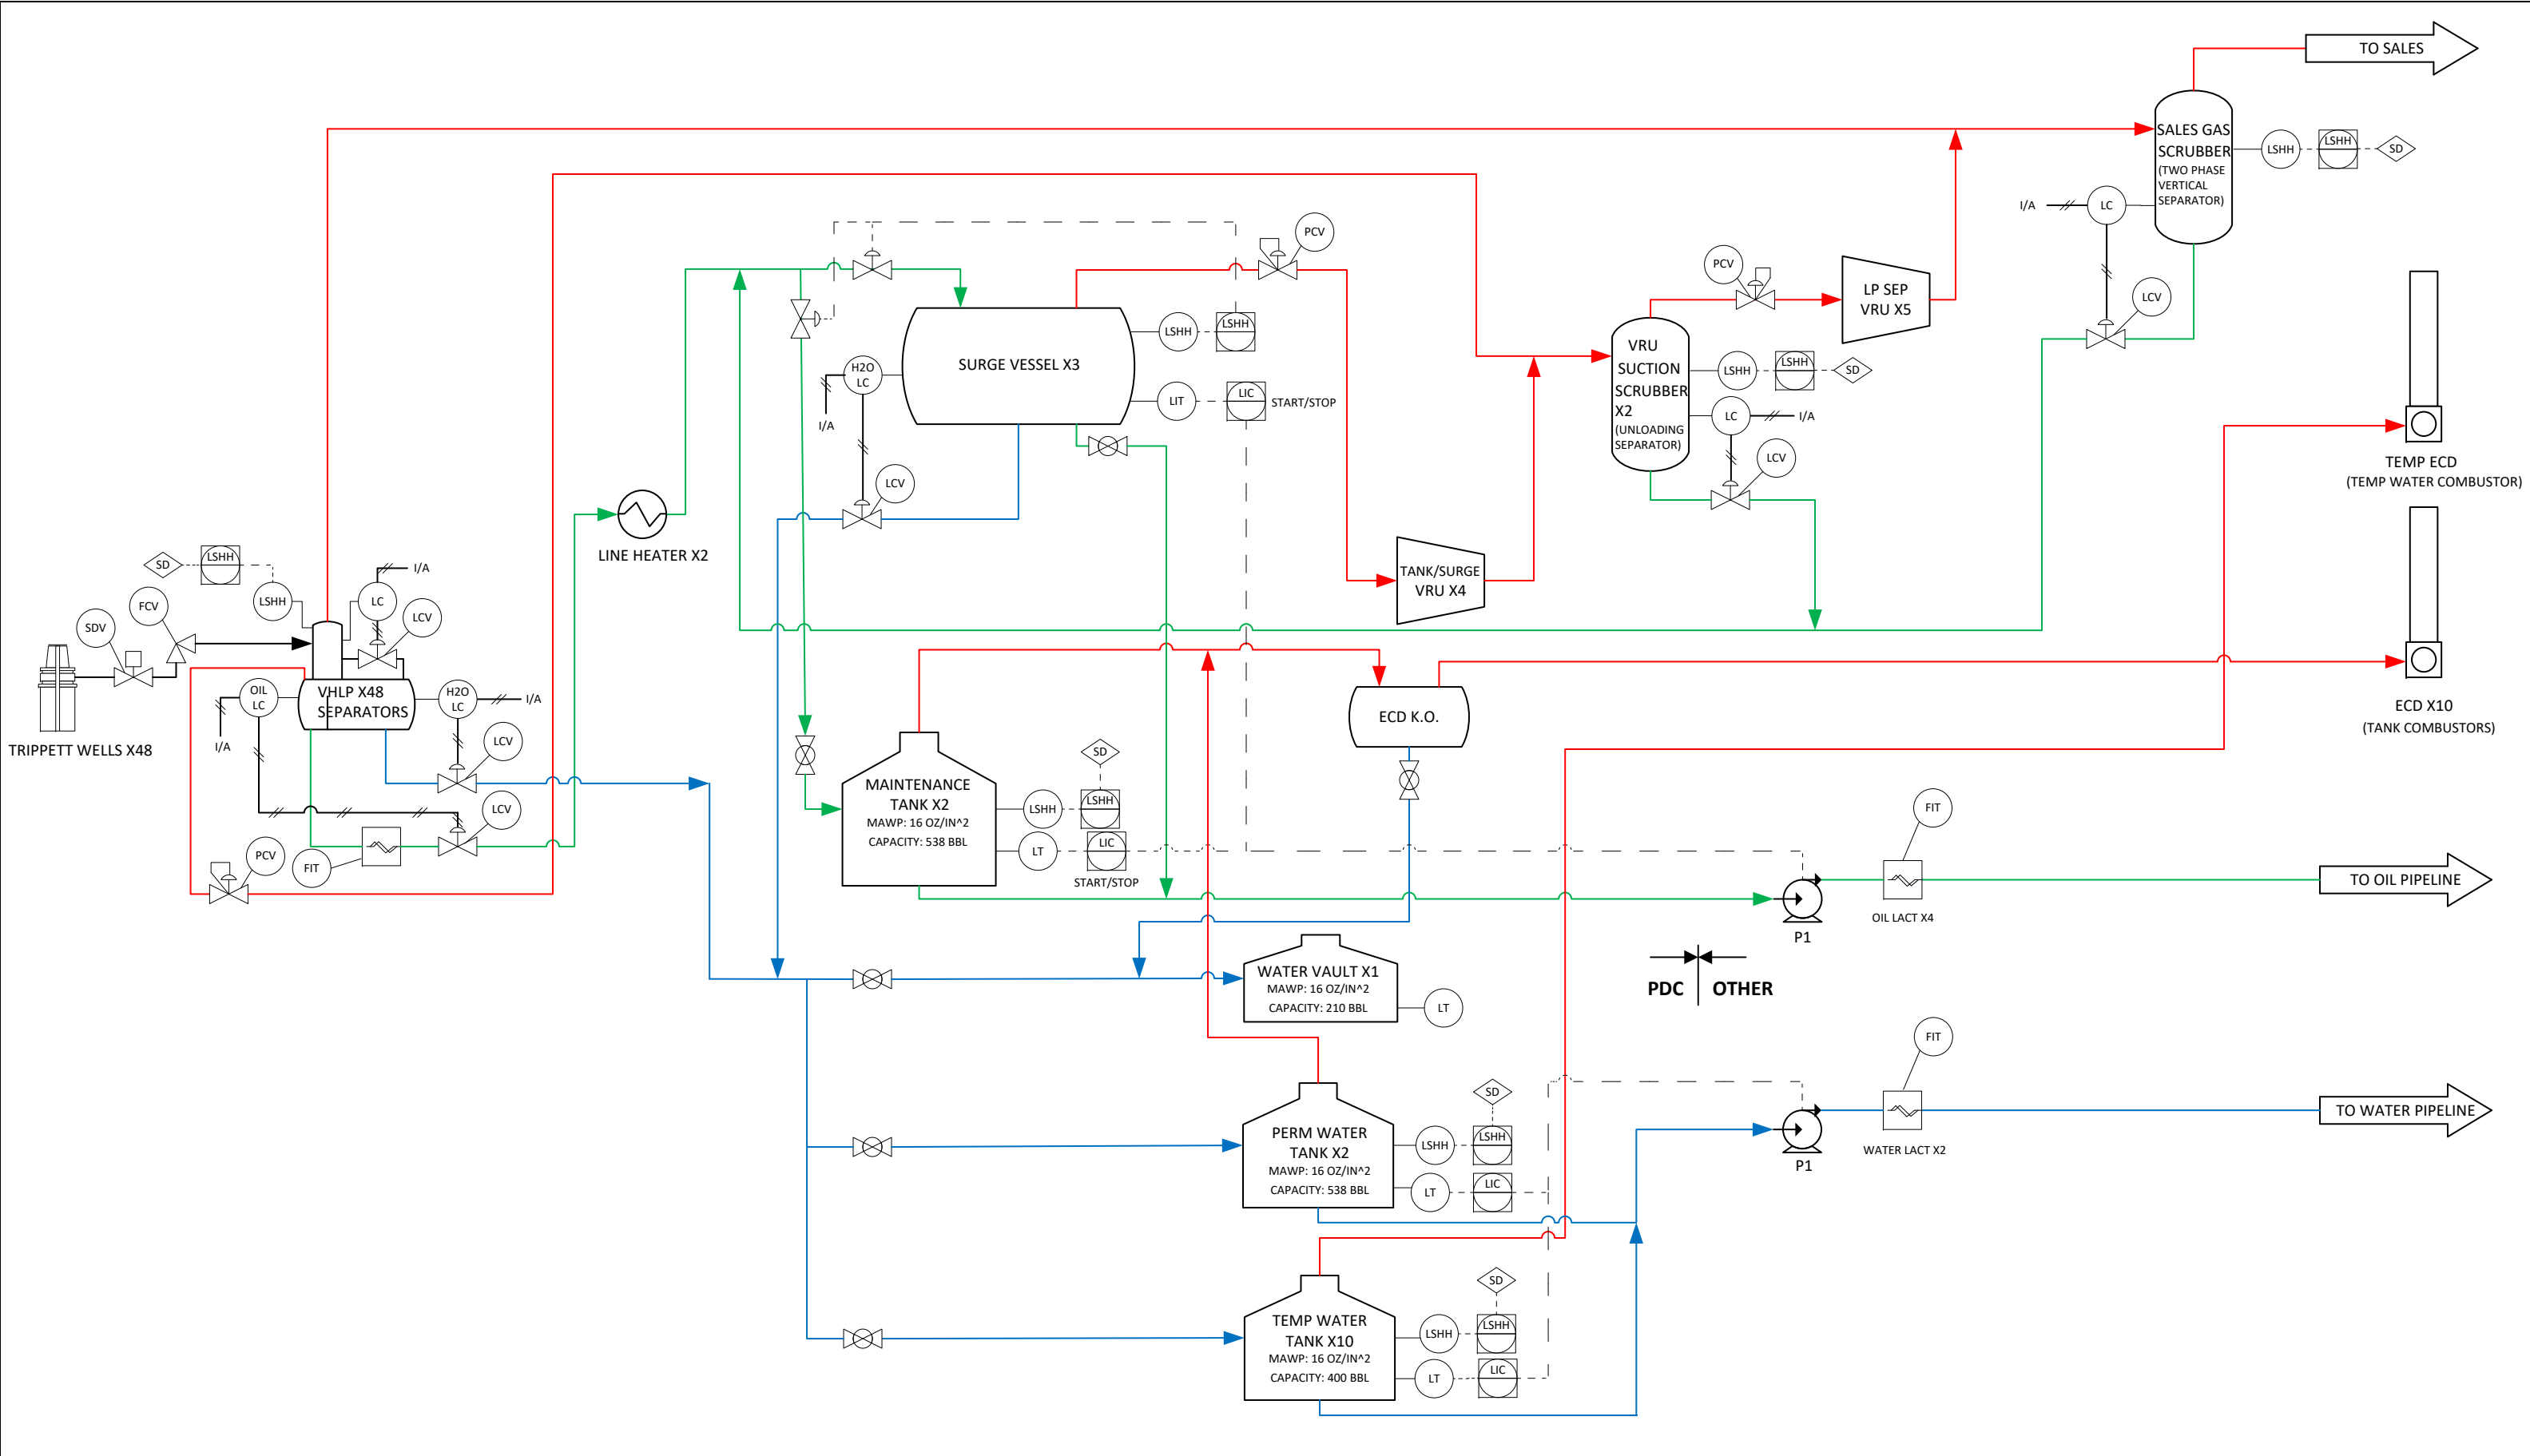 TO SALES
SALES GAS
SCRUBBER
(TWO PHASE
VERTICAL
SEPARATOR)
LSHH
LSHH
SD
I/A
LC
LCV
PCV
PCV
LP SEP
VRU X5
LSHH
LSHH
SURGE VESSEL X3
H2O
LC
I/A
LIT
LIC
START/STOP
LCV
VRU
SUCTION
SCRUBBER
X2
(UNLOADING
SEPARATOR)
LSHH
LSHH
SD
LC
I/A
LCV
TEMP ECD
(TEMP WATER COMBUSTOR)
LINE HEATER X2
TANK/SURGE
VRU X4
SD
LSHH
LSHH
I/A
LC
LCV
FCV
SDV
TRIPPETT WELLS X48
VHLP X48
SEPARATORS
OIL
LC
I/A
H2O
LC
I/A
LCV
LCV
PCV
FIT
ECD K.O.
ECD X10
(TANK COMBUSTORS)
MAINTENANCE
TANK X2
MAWP: 16 OZ/IN^2
CAPACITY: 538 BBL
SD
LSHH
LSHH
LT
LIC
START/STOP
FIT
TO OIL PIPELINE
OIL LACT X4
P1
PDC
OTHER
WATER VAULT X1
MAWP: 16 OZ/IN^2
CAPACITY: 210 BBL
LT
FIT
TO WATER PIPELINE
WATER LACT X2
P1
PERM WATER
TANK X2
MAWP: 16 OZ/IN^2
CAPACITY: 538 BBL
SD
LSHH
LSHH
LT
LIC
TEMP WATER
TANK X10
MAWP: 16 OZ/IN^2
CAPACITY: 400 BBL
SD
LSHH
LSHH
LT
LIC